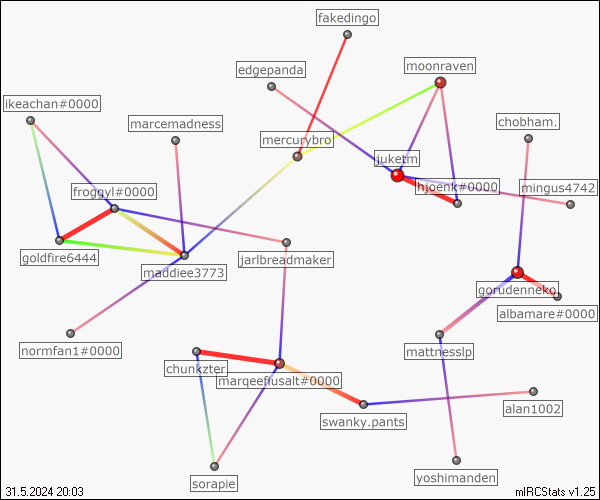 fakedingo
moonraven
edgepanda
ikeachan#0000
marcemadness
chobham.
mercurybro
juketm
froggyl#0000
hjoenk#0000
mingus4742
goldfire6444
maddiee3773
jarlbreadmaker
gorudenneko
albamare#0000
normfan1#0000
mattnesslp
chunkzter
marqeefiusalt#0000
swanky.pants
alan1002
sorapie
yoshimanden
31.5.2024 20:03
mIRCStats v1.25